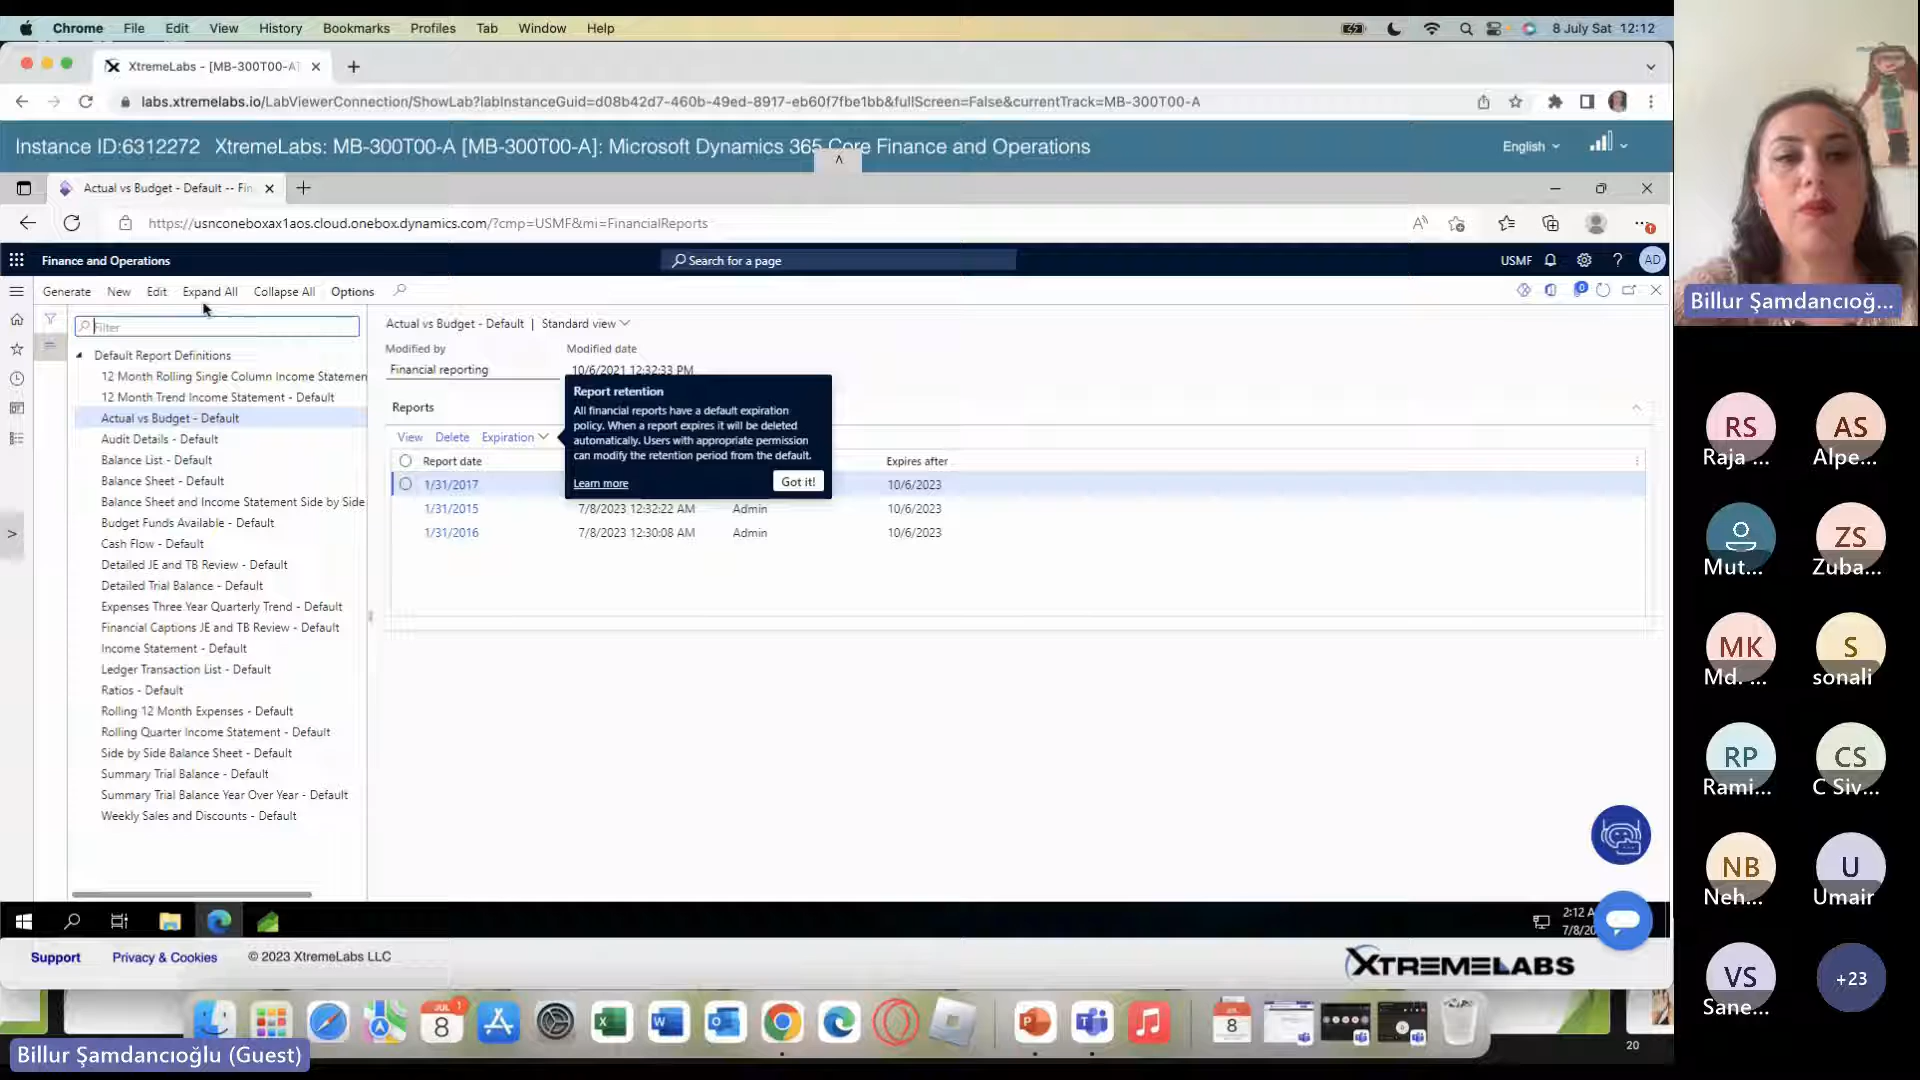 Chrome File Edit View History Bookmarks Profiles Tab Window Help 8 July Sat 12:12
XtremeLabs - [MB-300T00-A]
labs.xtremelabs.io/LabViewerConnection/ShowLab?labInstanceGuid=d08b42d7-460b-49ed-8917-eb60f7fbe1bb&fullScreen=False&currentTrack=MB-300T00-A
Instance ID:6312272 XtremeLabs: MB-300T00-A [MB-300T00-A]: Microsoft Dynamics 365 Core Finance and Operations English
Actual vs Budget - Default -- Fin
https://usnconeboxax1aos.cloud.onebox.dynamics.com/?cmp=USMF&mi=FinancialReports
Finance and Operations Search for a page USMF AD
Generate New Edit Expand All Collapse All Options 0
Filter
Default Report Definitions
12 Month Rolling Single Column Income Statemen
12 Month Trend Income Statement - Default
Actual vs Budget - Default
Audit Details - Default
Balance List - Default
Balance Sheet - Default
Balance Sheet and Income Statement Side by Side
Budget Funds Available - Default
Cash Flow - Default
Detailed JE and TB Review - Default
Detailed Trial Balance - Default
Expenses Three Year Quarterly Trend - Default
Financial Captions JE and TB Review - Default
Income Statement - Default
Ledger Transaction List - Default
Ratios - Default
Rolling 12 Month Expenses - Default
Rolling Quarter Income Statement - Default
Side by Side Balance Sheet - Default
Summary Trial Balance - Default
Summary Trial Balance Year Over Year - Default
Weekly Sales and Discounts - Default
Actual vs Budget - Default | Standard view
Modified by Modified date
Financial reporting 10/6/2021 12:32:33 PM
Reports
View Delete Expiration
Report retention
All financial reports have a default expiration
policy. When a report expires it will be deleted
automatically. Users with appropriate permission
can modify the retention period from the default.
Learn more Got it!
Report date Expires after
1/31/2017 10/6/2023
1/31/2015 7/8/2023 12:32:22 AM Admin 10/6/2023
1/31/2016 7/8/2023 12:30:08 AM Admin 10/6/2023
2:12 A
7/8/20
Support Privacy & Cookies © 2023 XtremeLabs LLC XTREMELABS
JUL 1
8
8
20
Billur Şamdancıoğlu (Guest)
Billur Şamdancıoğ...
RS AS
Raja ... Alpe...
ZS
Mut... Zuba...
MK S
Md. ... sonali
RP CS
Rami... C Siv...
NB U
Neh... Umair
VS +23
Sane...